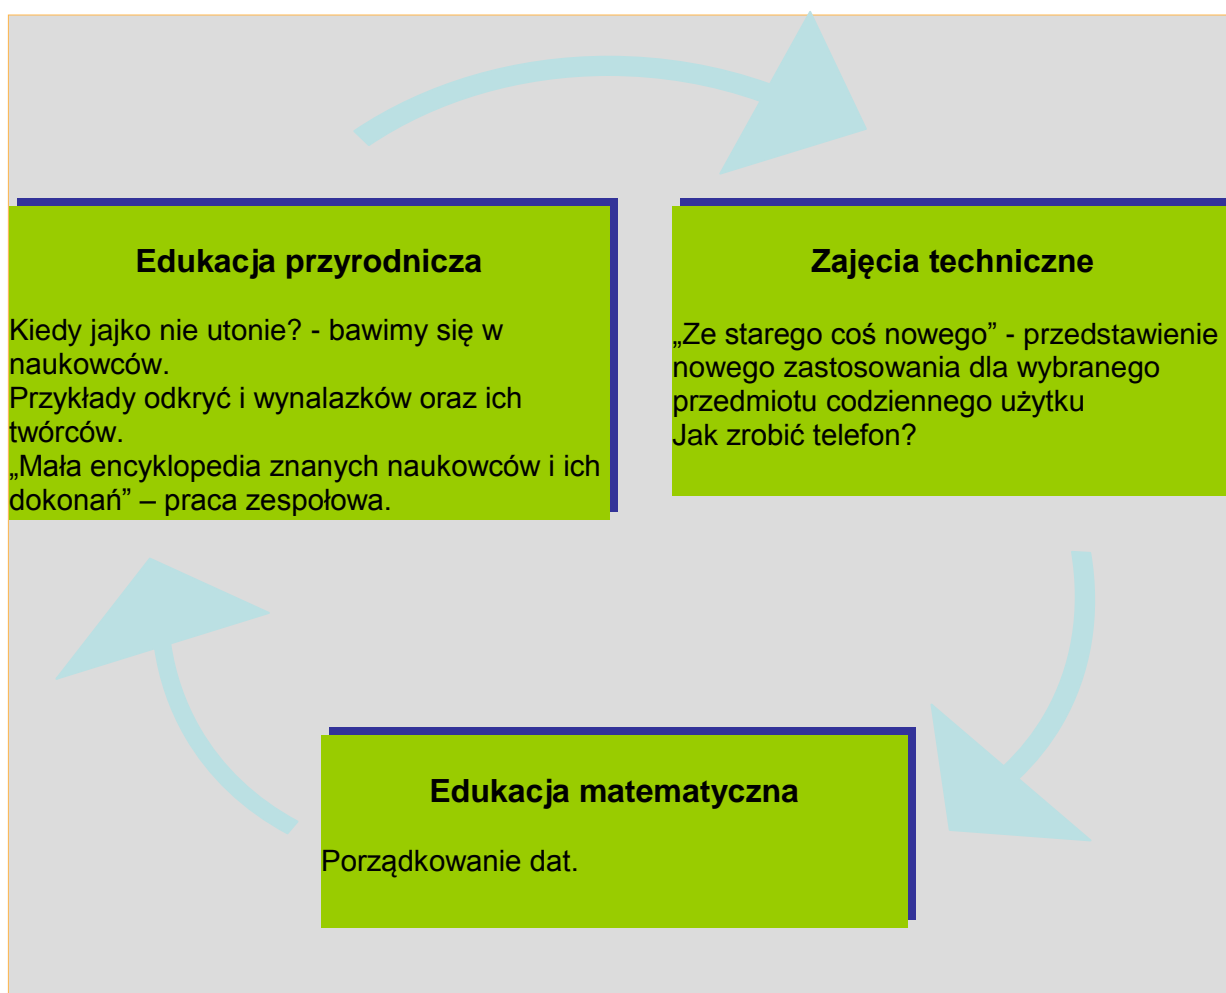 Edukacja przyrodnicza
Kiedy jajko nie utonie? - bawimy się w
naukowców.
Przykłady odkryć i wynalazków oraz ich
twórców.
„Mała encyklopedia znanych naukowców i ich
dokonań” – praca zespołowa.
Zajęcia techniczne
„Ze starego coś nowego” - przedstawienie
nowego zastosowania dla wybranego
przedmiotu codziennego użytku
Jak zrobić telefon?
Edukacja matematyczna
Porządkowanie dat.